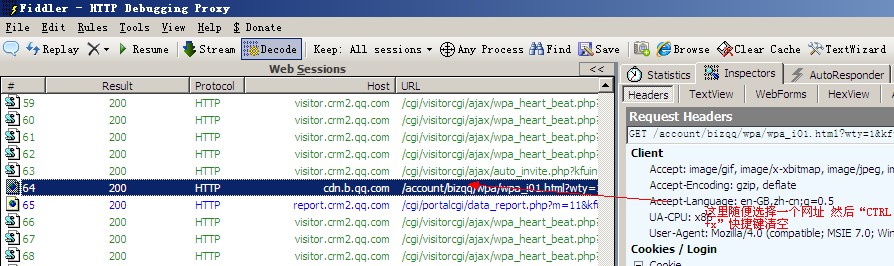 Fiddler - HTTP Debugging Proxy
File Edit Rules Tools View Help $ Donate
Replay Resume Stream Decode Keep: All sessions Any Process Find Save Browse Clear Cache TextWizard
Web Sessions <<
# Result Protocol Host URL
59 200 HTTP visitor.crm2.qq.com /cgi/visitorcgi/ajax/wpa_heart_beat.php?
60 200 HTTP visitor.crm2.qq.com /cgi/visitorcgi/ajax/wpa_heart_beat.php?
61 200 HTTP visitor.crm2.qq.com /cgi/visitorcgi/ajax/wpa_heart_beat.php?
62 200 HTTP visitor.crm2.qq.com /cgi/visitorcgi/ajax/wpa_heart_beat.php?
63 200 HTTP visitor.crm2.qq.com /cgi/visitorcgi/ajax/auto_invite.php?kfuin
64 200 HTTP cdn.b.qq.com /account/bizqq/wpa/wpa_i01.html?wty=
65 200 HTTP report.crm2.qq.com /cgi/portalcgi/data_report.php?m=11&kf
66 200 HTTP visitor.crm2.qq.com /cgi/visitorcgi/ajax/wpa_heart_beat.php?
67 200 HTTP visitor.crm2.qq.com /cgi/visitorcgi/ajax/wpa_heart_beat.php?
68 200 HTTP visitor.crm2.qq.com /cgi/visitorcgi/ajax/wpa_heart_beat.php?
Statistics Inspectors AutoResponder
Headers TextView WebForms HexView
Request Headers
GET /account/bizqq/wpa/wpa_i01.html?wty=1&kf
Client
Accept: image/gif, image/x-xbitmap, image/jpeg, i
Accept-Encoding: gzip, deflate
Accept-Language: en-GB,zh-cn;q=0.5
UA-CPU: x86
User-Agent: Mozilla/4.0 (compatible; MSIE 7.0; Win
Cookies / Login
Cookie
这里随便选择一个网址 然后“CTRL
+x”快捷键清空